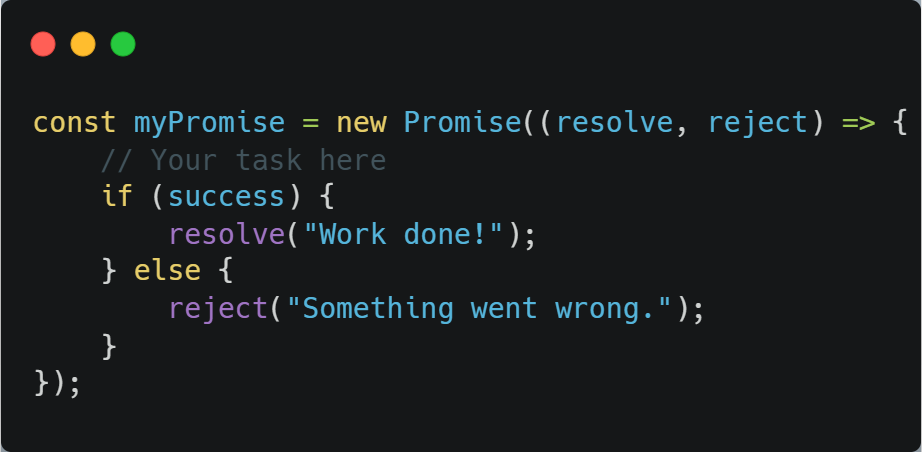 const myPromise = new Promise((resolve, reject) => {
    // Your task here
    if (success) {
        resolve("Work done!");
    } else {
        reject("Something went wrong.");
    }
});